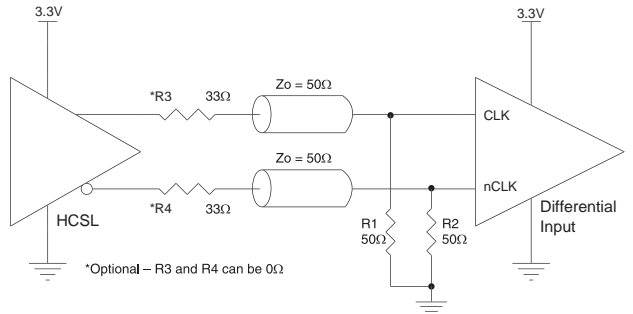 3.3V
3.3V
*R3
33Ω
Zo = 50Ω
CLK
Zo = 50Ω
nCLK
*R4
33Ω
HCSL
R1
50Ω
R2
50Ω
Differential
Input
*Optional – R3 and R4 can be 0Ω